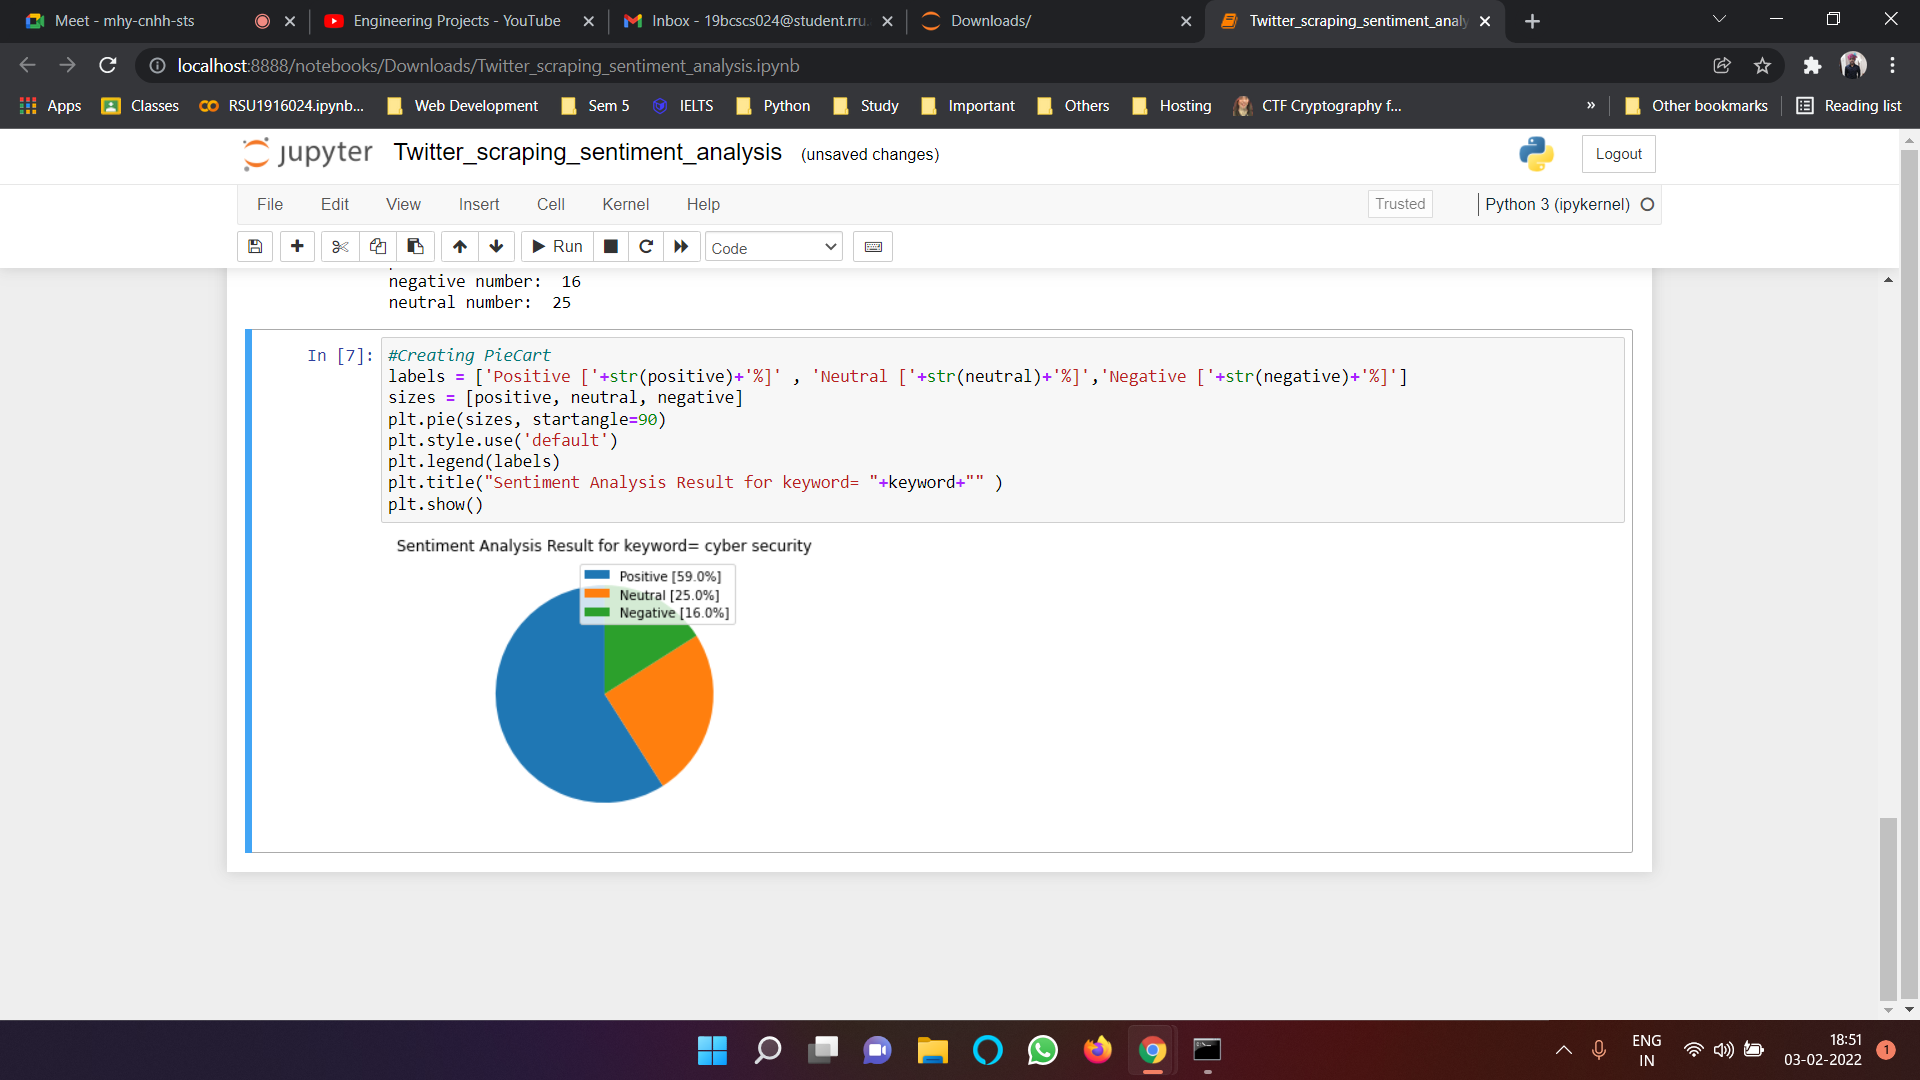 Meet - mhy-cnhh-sts
Engineering Projects - YouTube
Inbox - 19bcscs024@student.rru.
Downloads/
Twitter_scraping_sentiment_analy
localhost:8888/notebooks/Downloads/Twitter_scraping_sentiment_analysis.ipynb
Apps
Classes
RSU1916024.ipynb...
Web Development
Sem 5
IELTS
Python
Study
Important
Others
Hosting
CTF Cryptography f...
»
Other bookmarks
Reading list
jupyter Twitter_scraping_sentiment_analysis (unsaved changes)
Logout
File Edit View Insert Cell Kernel Help
Trusted
Python 3 (ipykernel)
Run
Code
negative number:  16
neutral number:  25
In [7]:
#Creating PieCart
labels = ['Positive ['+str(positive)+'%]' , 'Neutral ['+str(neutral)+'%]','Negative ['+str(negative)+'%]']
sizes = [positive, neutral, negative]
plt.pie(sizes, startangle=90)
plt.style.use('default')
plt.legend(labels)
plt.title("Sentiment Analysis Result for keyword= "+keyword+"" )
plt.show()
Sentiment Analysis Result for keyword= cyber security
Positive [59.0%]
Neutral [25.0%]
Negative [16.0%]
ENG
IN
18:51
03-02-2022
1